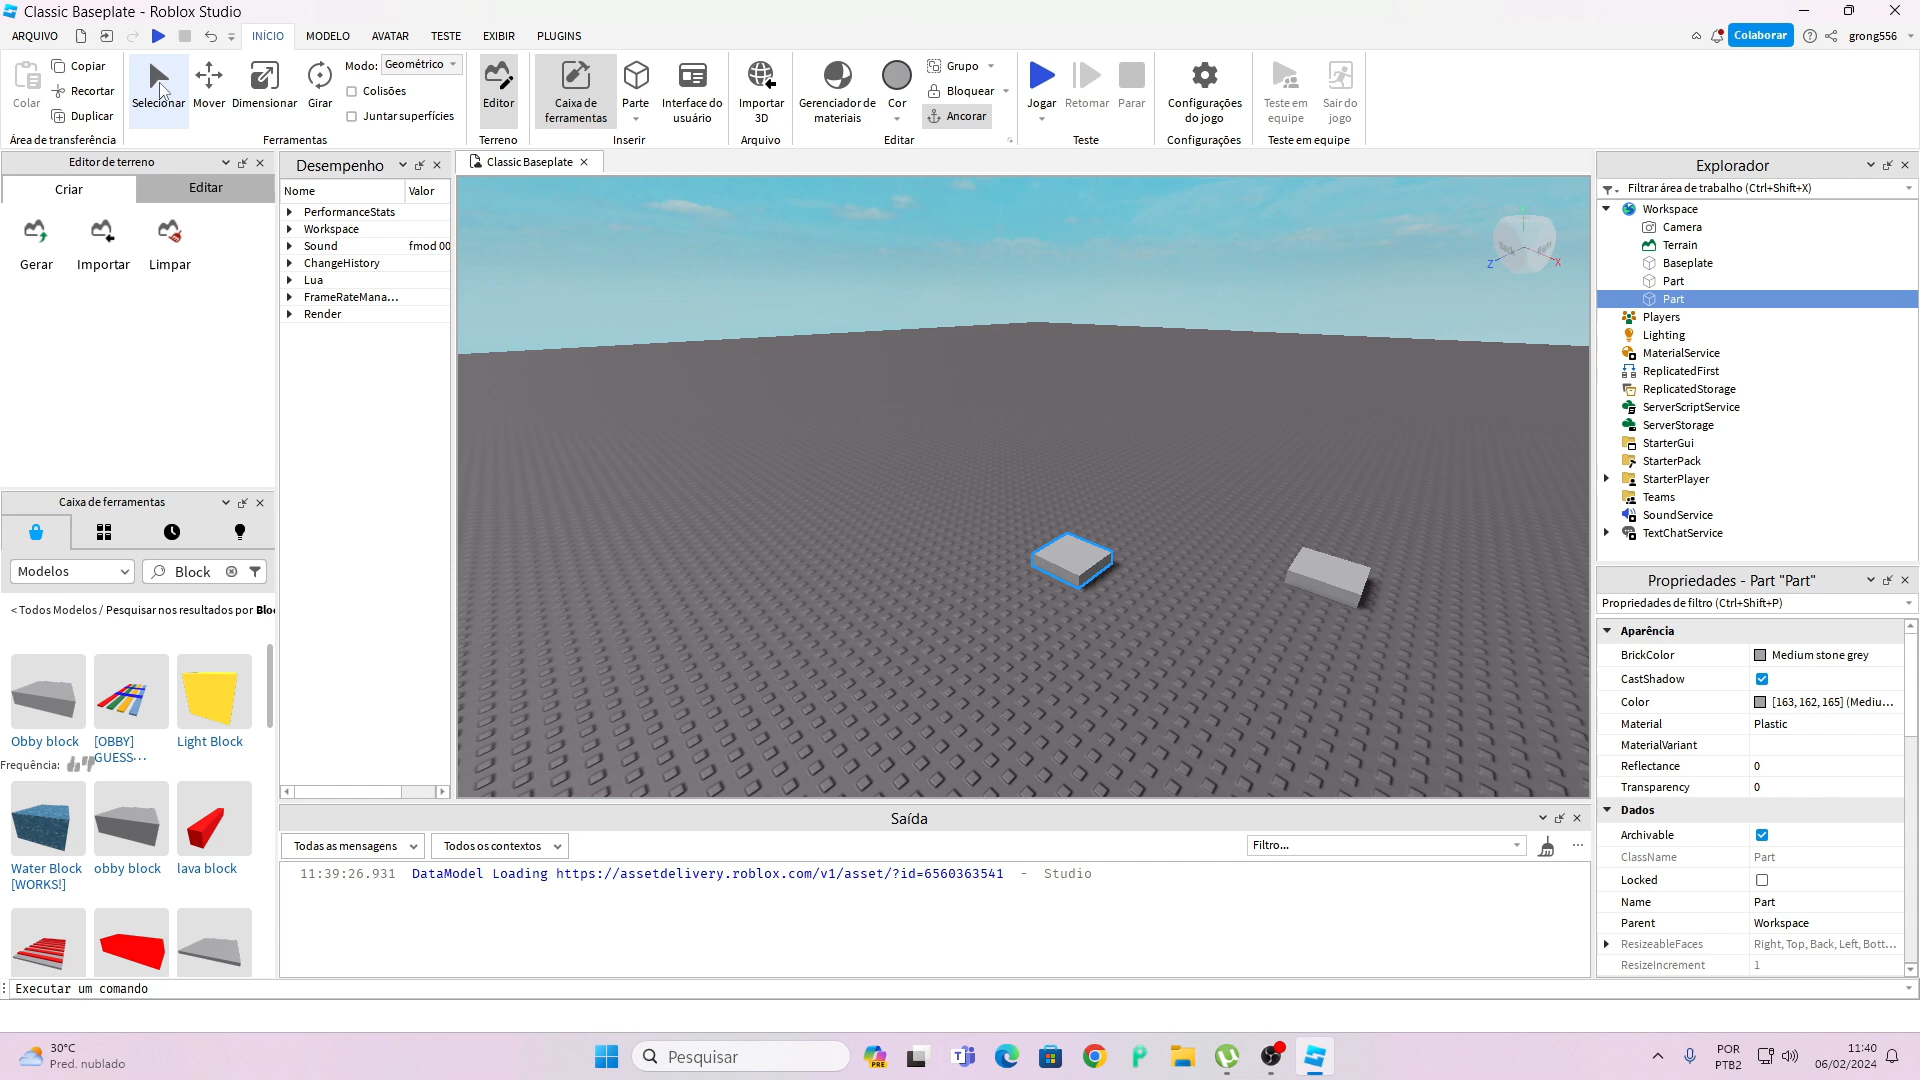 Classic Baseplate - Roblox Studio
ARQUIVO
INÍCIO
MODELO
AVATAR
TESTE
EXIBIR
PLUGINS
Colaborar
grong556
Colar
Copiar
Recortar
Duplicar
Área de transferência
Selecionar
Mover
Dimensionar
Girar
Modo: Geométrico
Colisões
Juntar superfícies
Ferramentas
Editor
Terreno
Caixa de
ferramentas
Parte
Interface do
usuário
Inserir
Importar
3D
Arquivo
Gerenciador de
materiais
Cor
Grupo
Bloquear
Ancorar
Editar
Jogar
Retomar
Parar
Teste
Configurações
do jogo
Configurações
Teste em
equipe
Sair do
jogo
Teste em equipe
Editor de terreno
Criar
Editar
Gerar
Importar
Limpar
Caixa de ferramentas
Modelos
Block
< Todos Modelos / Pesquisar nos resultados por Blo
Obby block
[OBBY]
GUESS...
Light Block
Frequência:
Water Block
[WORKS!]
obby block
lava block
Desempenho
Nome
Valor
PerformanceStats
Workspace
Sound
fmod 00
ChangeHistory
Lua
FrameRateMana...
Render
Classic Baseplate
Z
X
Saída
Todas as mensagens
Todos os contextos
Filtro...
11:39:26.931 DataModel Loading https://assetdelivery.roblox.com/v1/asset/?id=6560363541 - Studio
Explorador
Filtrar área de trabalho (Ctrl+Shift+X)
Workspace
Camera
Terrain
Baseplate
Part
Part
Players
Lighting
MaterialService
ReplicatedFirst
ReplicatedStorage
ServerScriptService
ServerStorage
StarterGui
StarterPack
StarterPlayer
Teams
SoundService
TextChatService
Propriedades - Part "Part"
Propriedades de filtro (Ctrl+Shift+P)
Aparência
BrickColor Medium stone grey
CastShadow
Color [163, 162, 165] (Mediu...
Material Plastic
MaterialVariant
Reflectance 0
Transparency 0
Dados
Archivable
ClassName Part
Locked
Name Part
Parent Workspace
ResizeableFaces Right, Top, Back, Left, Bott...
ResizeIncrement 1
Executar um comando
30°C
Pred. nublado
Pesquisar
PRE
POR
PTB2
11:40
06/02/2024